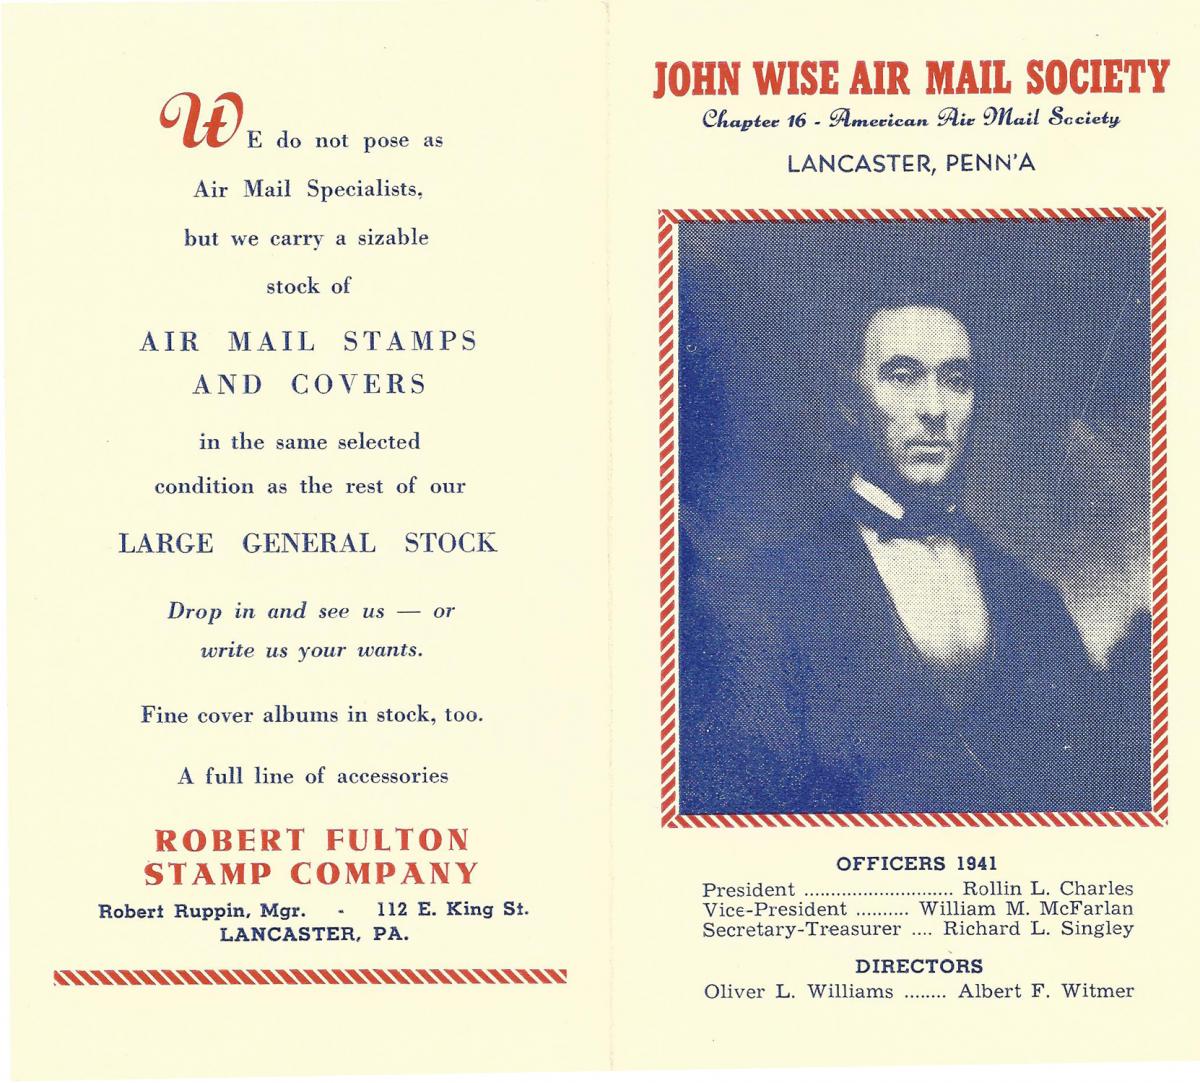 WE do not pose as
Air Mail Specialists,
but we carry a sizable
stock of
AIR MAIL STAMPS
AND COVERS
in the same selected
condition as the rest of our
LARGE GENERAL STOCK
Drop in and see us — or
write us your wants.
Fine cover albums in stock, too.
A full line of accessories
ROBERT FULTON
STAMP COMPANY
Robert Ruppin, Mgr. - 112 E. King St.
LANCASTER, PA.
JOHN WISE AIR MAIL SOCIETY
Chapter 16 - American Air Mail Society
LANCASTER, PENN'A
OFFICERS 1941
President ........................... Rollin L. Charles
Vice-President .......... William M. McFarlan
Secretary-Treasurer .... Richard L. Singley
DIRECTORS
Oliver L. Williams ........ Albert F. Witmer